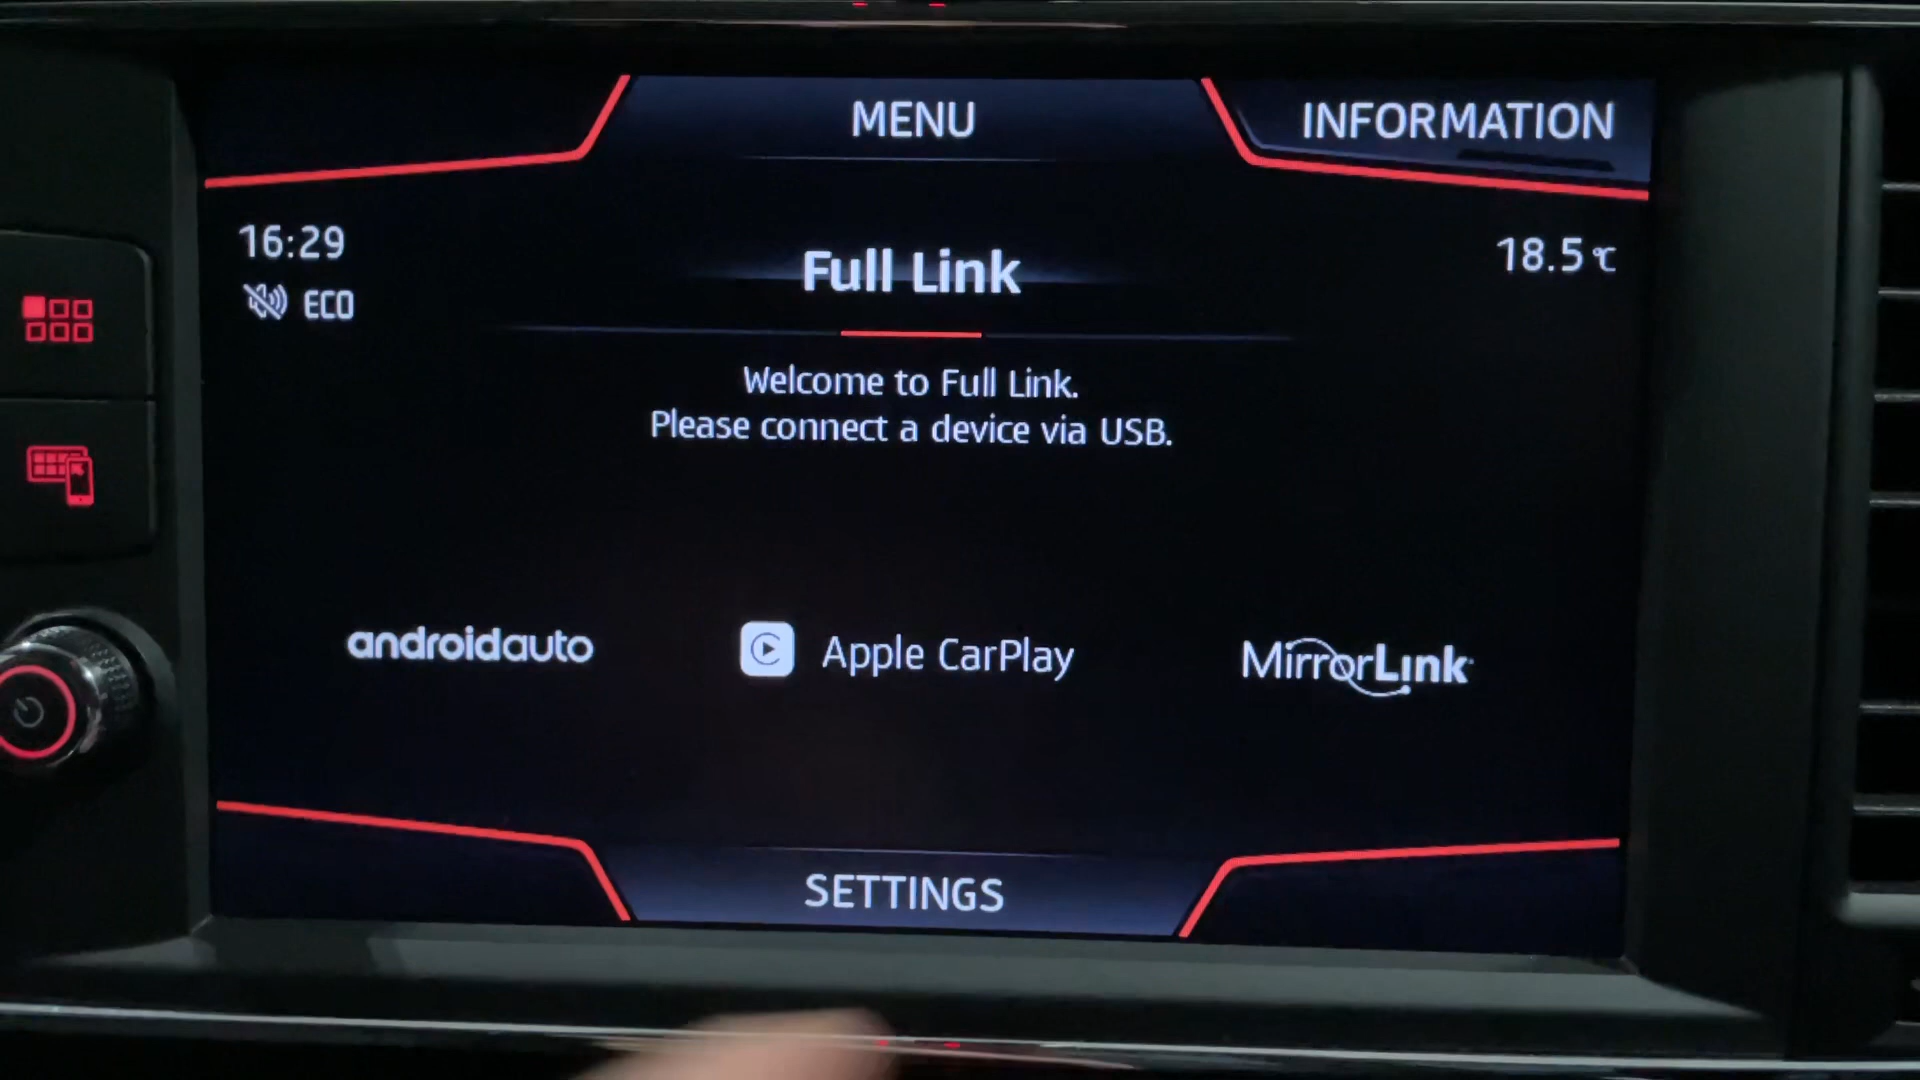 MENU
INFORMATION
16:29
18.5 °C
ECO
Full Link
Welcome to Full Link.
Please connect a device via USB.
androidauto
Apple CarPlay
MirrorLink
SETTINGS